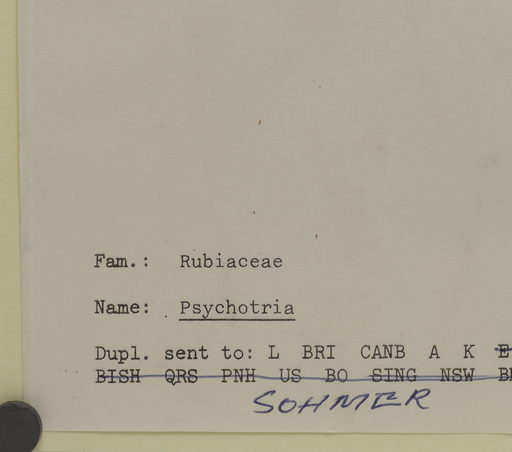 Fam.: Rubiaceae
Name: Psychotria
Dupl. sent to: L BRI CANB A K E
BISH QRS PNH US BO SING NSW
SOHMER